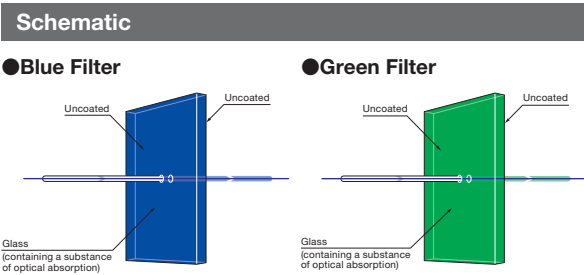 Schematic
●Blue Filter
Uncoated
Uncoated
Glass
(containing a substance
of optical absorption)
●Green Filter
Uncoated
Uncoated
Glass
(containing a substance
of optical absorption)